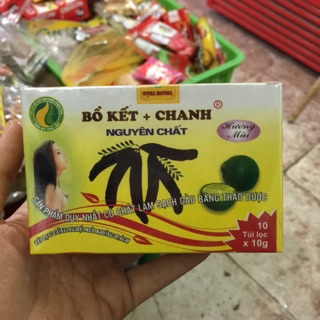 BỒ KẾT + CHANH ®
NGUYÊN CHẤT
Hương Mùi
SẢN PHẨM DUY NHẤT CÓ CHẤT LÀM SẠCH GÀU BẰNG THẢO DƯỢC
10
Túi lọc
x 10g